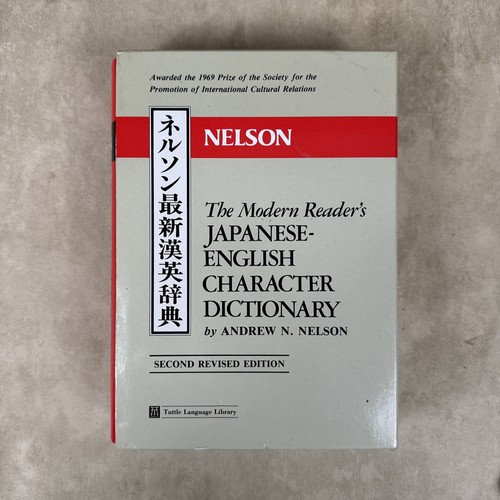 Awarded the 1969 Prize of the Society for the
Promotion of International Cultural Relations
NELSON
ネルソン最新漢英辞典
The Modern Reader's
JAPANESE-
ENGLISH
CHARACTER
DICTIONARY
by ANDREW N. NELSON
SECOND REVISED EDITION
Tuttle Language Library